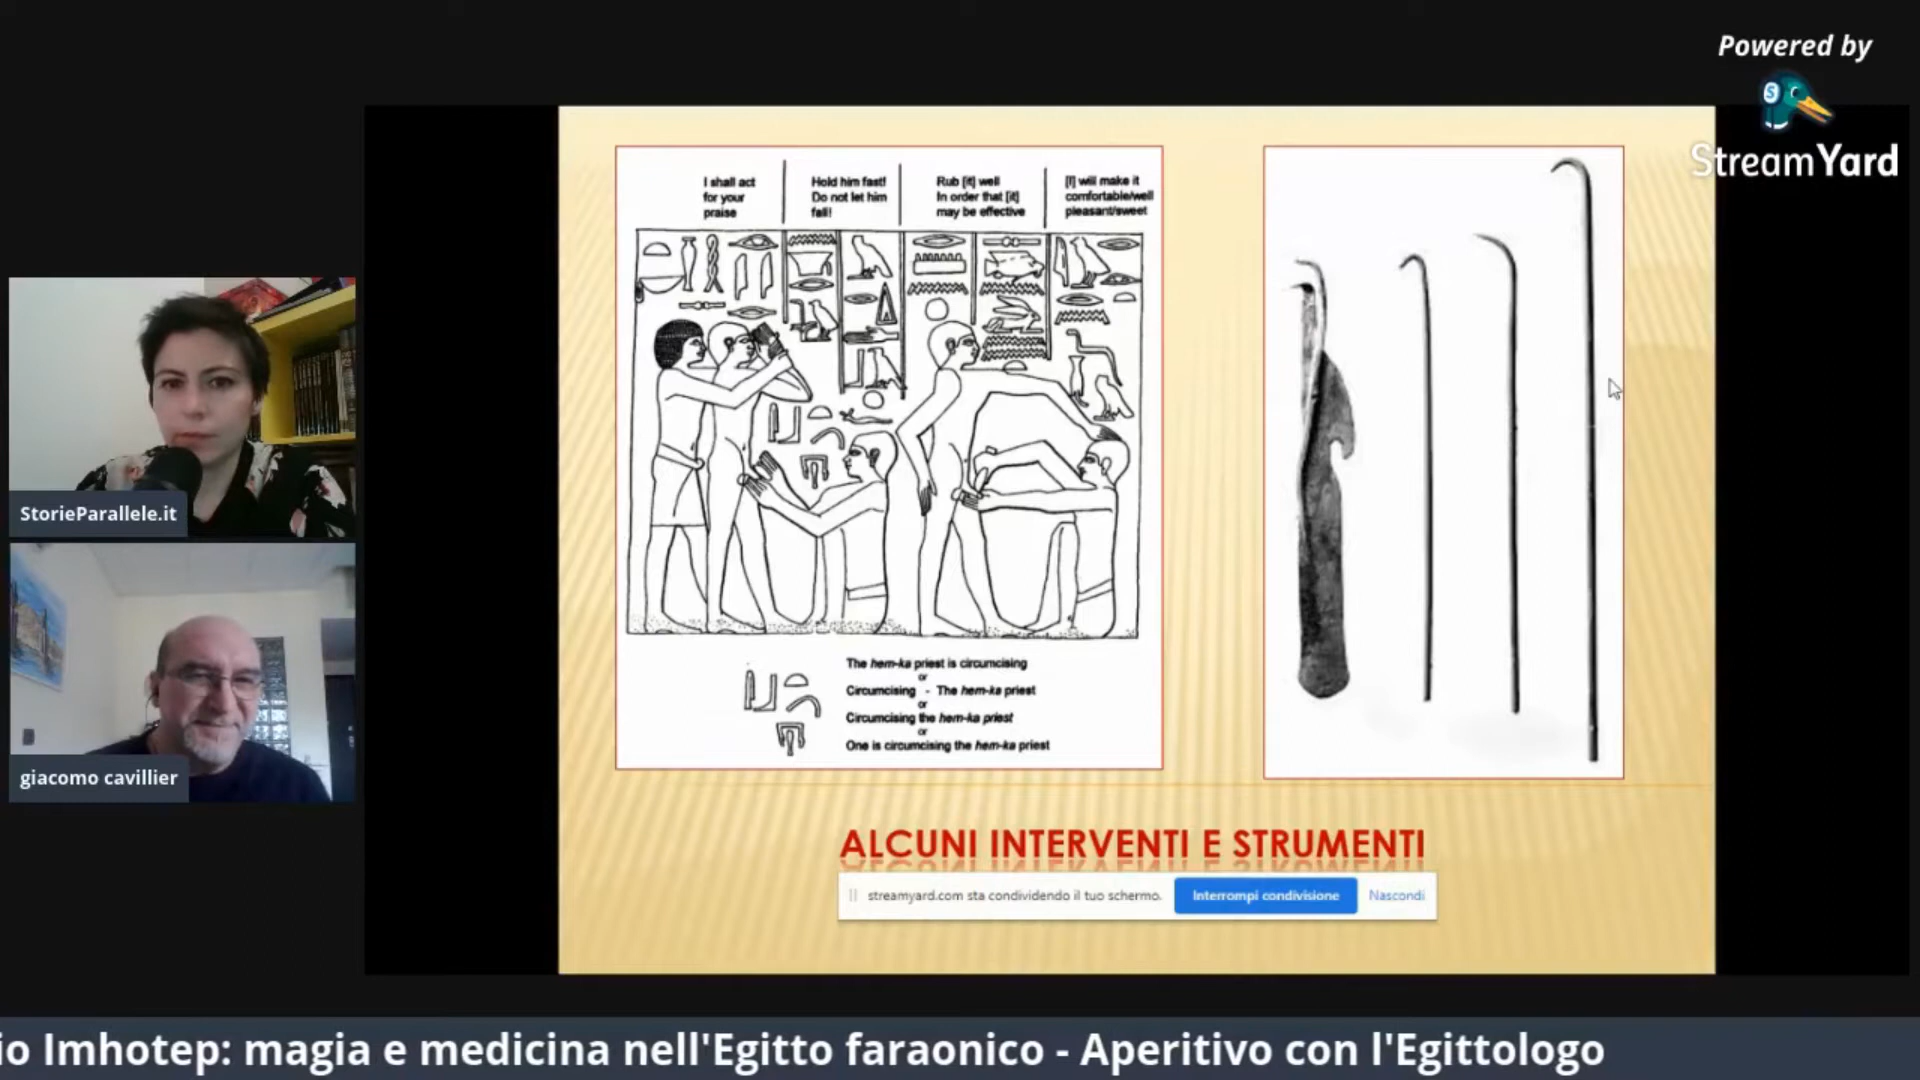 Powered by
StreamYard
I shall act
for your
praise
Hold him fast!
Do not let him
fall!
Rub [it] well
In order that [it]
may be effective
[I] will make it
comfortable/well
pleasant/sweet
StorieParallele.it
giacomo cavillier
The hem-ka priest is circumcising
or
Circumcising - The hem-ka priest
or
Circumcising the hem-ka priest
or
One is circumcising the hem-ka priest
ALCUNI INTERVENTI E STRUMENTI
streamyard.com sta condividendo il tuo schermo.
Interrompi condivisione
Nascondi
io Imhotep: magia e medicina nell'Egitto faraonico - Aperitivo con l'Egittologo